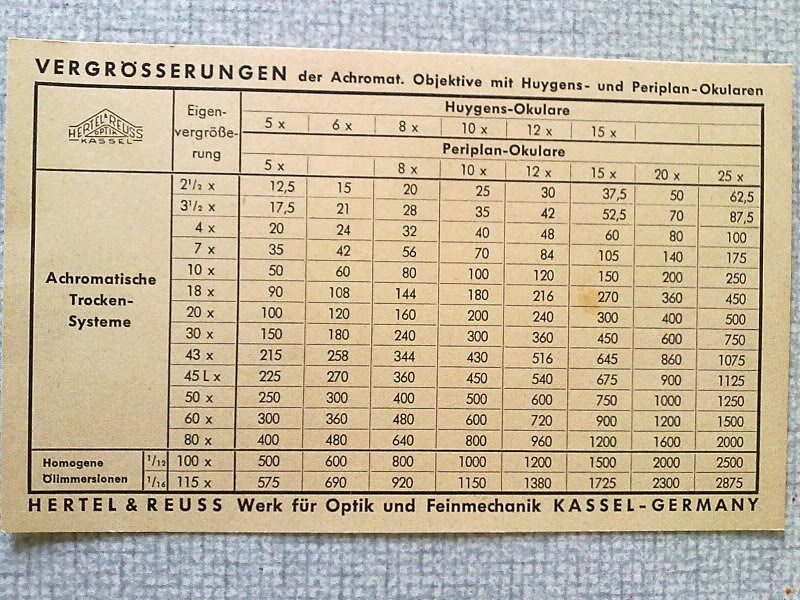 VERGRÖSSERUNGEN der Achromat. Objektive mit Huygens- und Periplan-Okularen
HERTEL & REUSS
OPTIK
KASSEL
Eigen-
vergröße-
rung
Huygens-Okulare
5 x 6 x 8 x 10 x 12 x 15 x
Periplan-Okulare
5 x 8 x 10 x 12 x 15 x 20 x 25 x
Achromatische
Trocken-
Systeme
2 1/2 x 12,5 15 20 25 30 37,5 50 62,5
3 1/2 x 17,5 21 28 35 42 52,5 70 87,5
4 x 20 24 32 40 48 60 80 100
7 x 35 42 56 70 84 105 140 175
10 x 50 60 80 100 120 150 200 250
18 x 90 108 144 180 216 270 360 450
20 x 100 120 160 200 240 300 400 500
30 x 150 180 240 300 360 450 600 750
43 x 215 258 344 430 516 645 860 1075
45 L x 225 270 360 450 540 675 900 1125
50 x 250 300 400 500 600 750 1000 1250
60 x 300 360 480 600 720 900 1200 1500
80 x 400 480 640 800 960 1200 1600 2000
Homogene
Ölimmersionen
1/12 100 x 500 600 800 1000 1200 1500 2000 2500
1/16 115 x 575 690 920 1150 1380 1725 2300 2875
HERTEL & REUSS Werk für Optik und Feinmechanik KASSEL-GERMANY